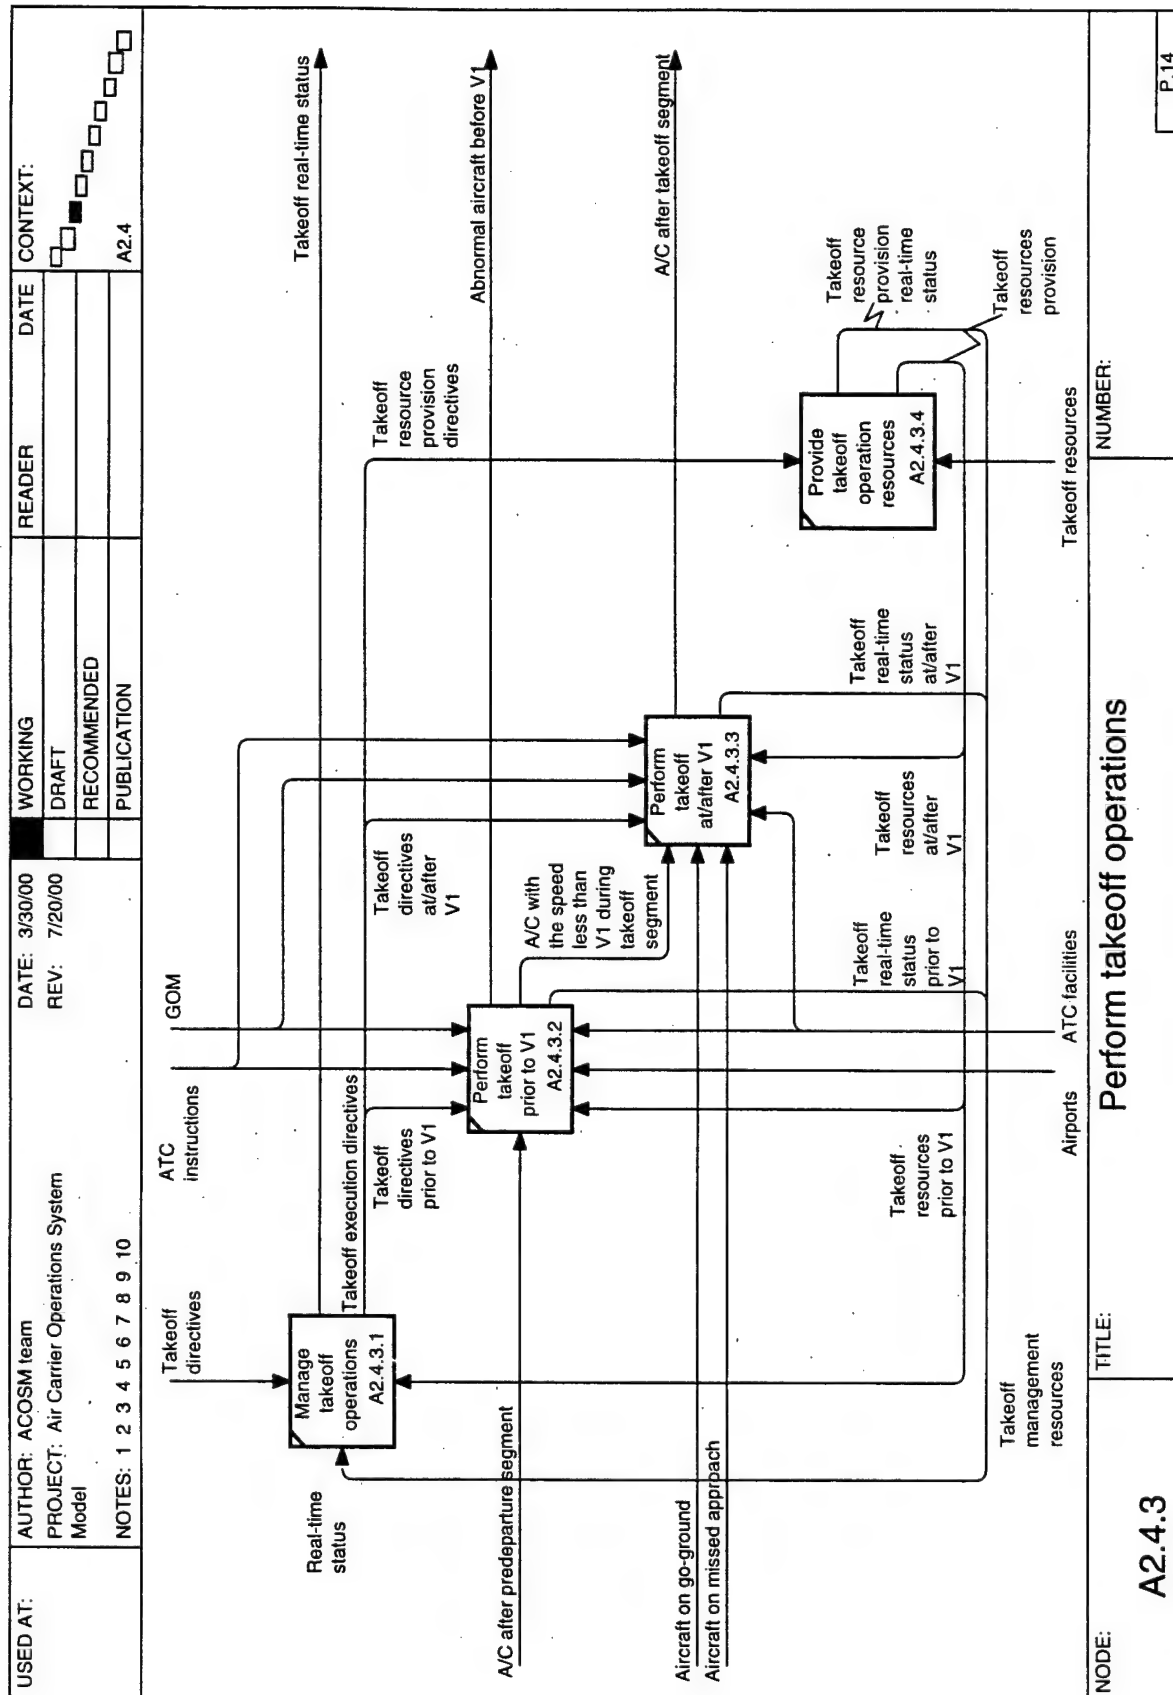 USED AT:
AUTHOR: ACOSM team
PROJECT: Air Carrier Operations System
Model
NOTES: 1 2 3 4 5 6 7 8 9 10
DATE: 3/30/00
REV: 7/20/00
WORKING
DRAFT
RECOMMENDED
PUBLICATION
READER
DATE
CONTEXT:
A2.4
Takeoff
directives
ATC
instructions
GOM
Takeoff real-time status
Manage
takeoff
operations
A2.4.3.1
Real-time
status
Takeoff execution directives
Takeoff
directives
prior to V1
Takeoff
directives
at/after
V1
Takeoff
resource
provision
directives
Abnormal aircraft before V1
A/C after predeparture segment
Perform
takeoff
prior to V1
A2.4.3.2
A/C with
the speed
less than
V1 during
takeoff
segment
A/C after takeoff segment
Aircraft on go-ground
Aircraft on missed approach
Perform
takeoff
at/after V1
A2.4.3.3
Provide
takeoff
operation
resources
A2.4.3.4
Takeoff
resource
provision
real-time
status
Takeoff
resources
prior to V1
Takeoff
real-time
status
prior to
V1
Takeoff
resources
at/after
V1
Takeoff
real-time
status
at/after
V1
Takeoff
resources
provision
Takeoff
management
resources
Airports
ATC facilities
Takeoff resources
NODE:
A2.4.3
TITLE:
Perform takeoff operations
NUMBER:
P.14